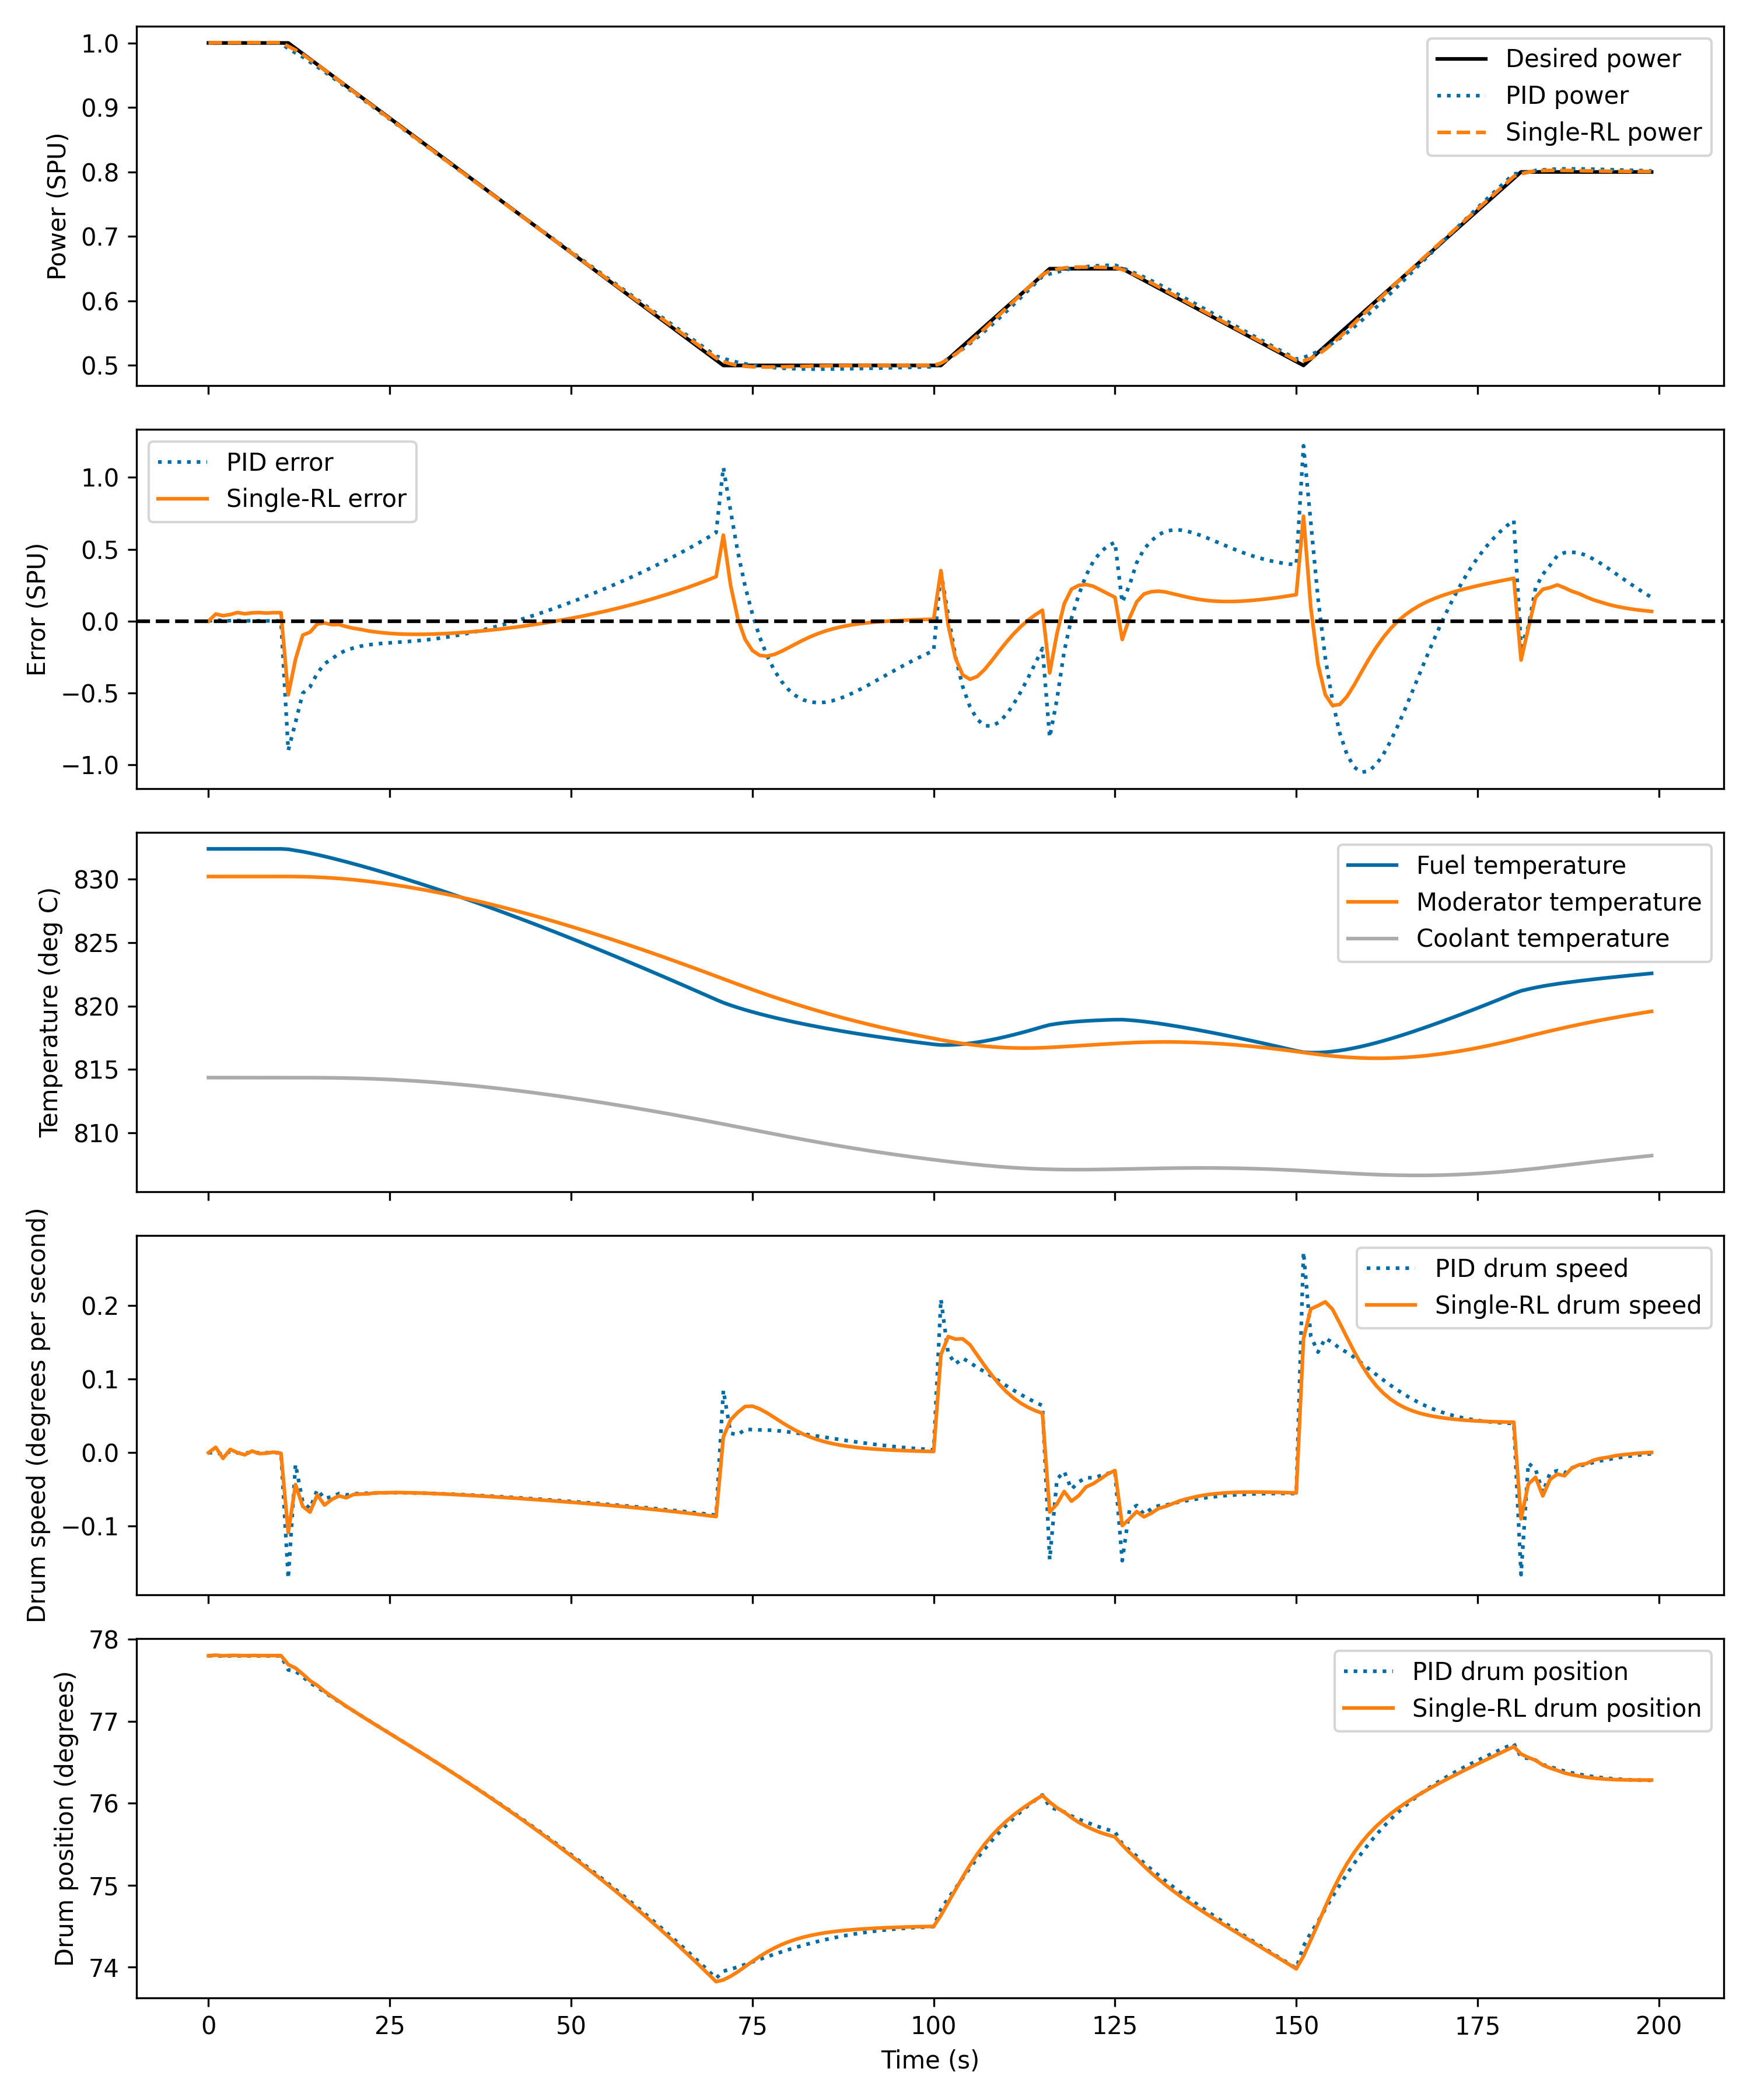 Power (SPU)
1.0
0.9
0.8
0.7
0.6
0.5
Desired power
PID power
Single-RL power
Error (SPU)
1.0
0.5
0.0
−0.5
−1.0
PID error
Single-RL error
Temperature (deg C)
830
825
820
815
810
Fuel temperature
Moderator temperature
Coolant temperature
Drum speed (degrees per second)
0.2
0.1
0.0
−0.1
PID drum speed
Single-RL drum speed
Drum position (degrees)
78
77
76
75
74
PID drum position
Single-RL drum position
0 25 50 75 100 125 150 175 200
Time (s)